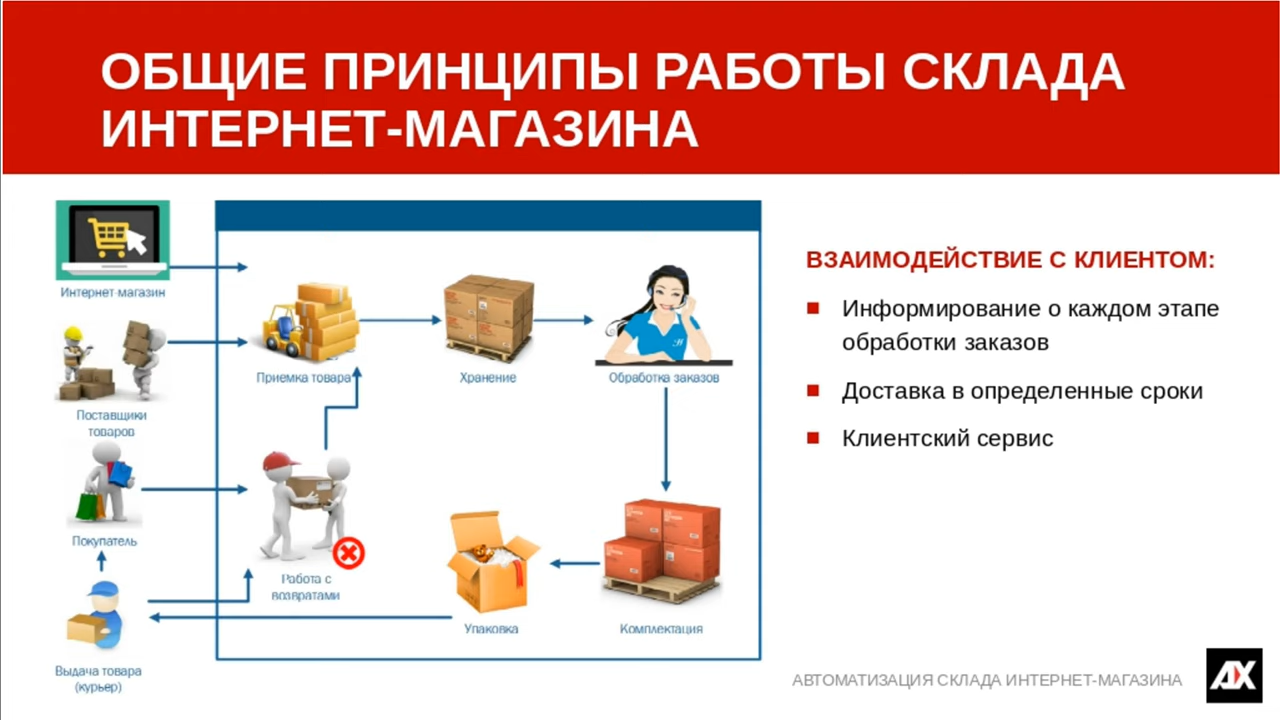 ОБЩИЕ ПРИНЦИПЫ РАБОТЫ СКЛАДА
ИНТЕРНЕТ-МАГАЗИНА
Интернет-магазин
Поставщики
товаров
Покупатель
Выдача товара
(курьер)
Приемка товара
Хранение
Обработка заказов
Работа с
возвратами
Упаковка
Комплектация
ВЗАИМОДЕЙСТВИЕ С КЛИЕНТОМ:
Информирование о каждом этапе
обработки заказов
Доставка в определенные сроки
Клиентский сервис
АВТОМАТИЗАЦИЯ СКЛАДА ИНТЕРНЕТ-МАГАЗИНА
AX